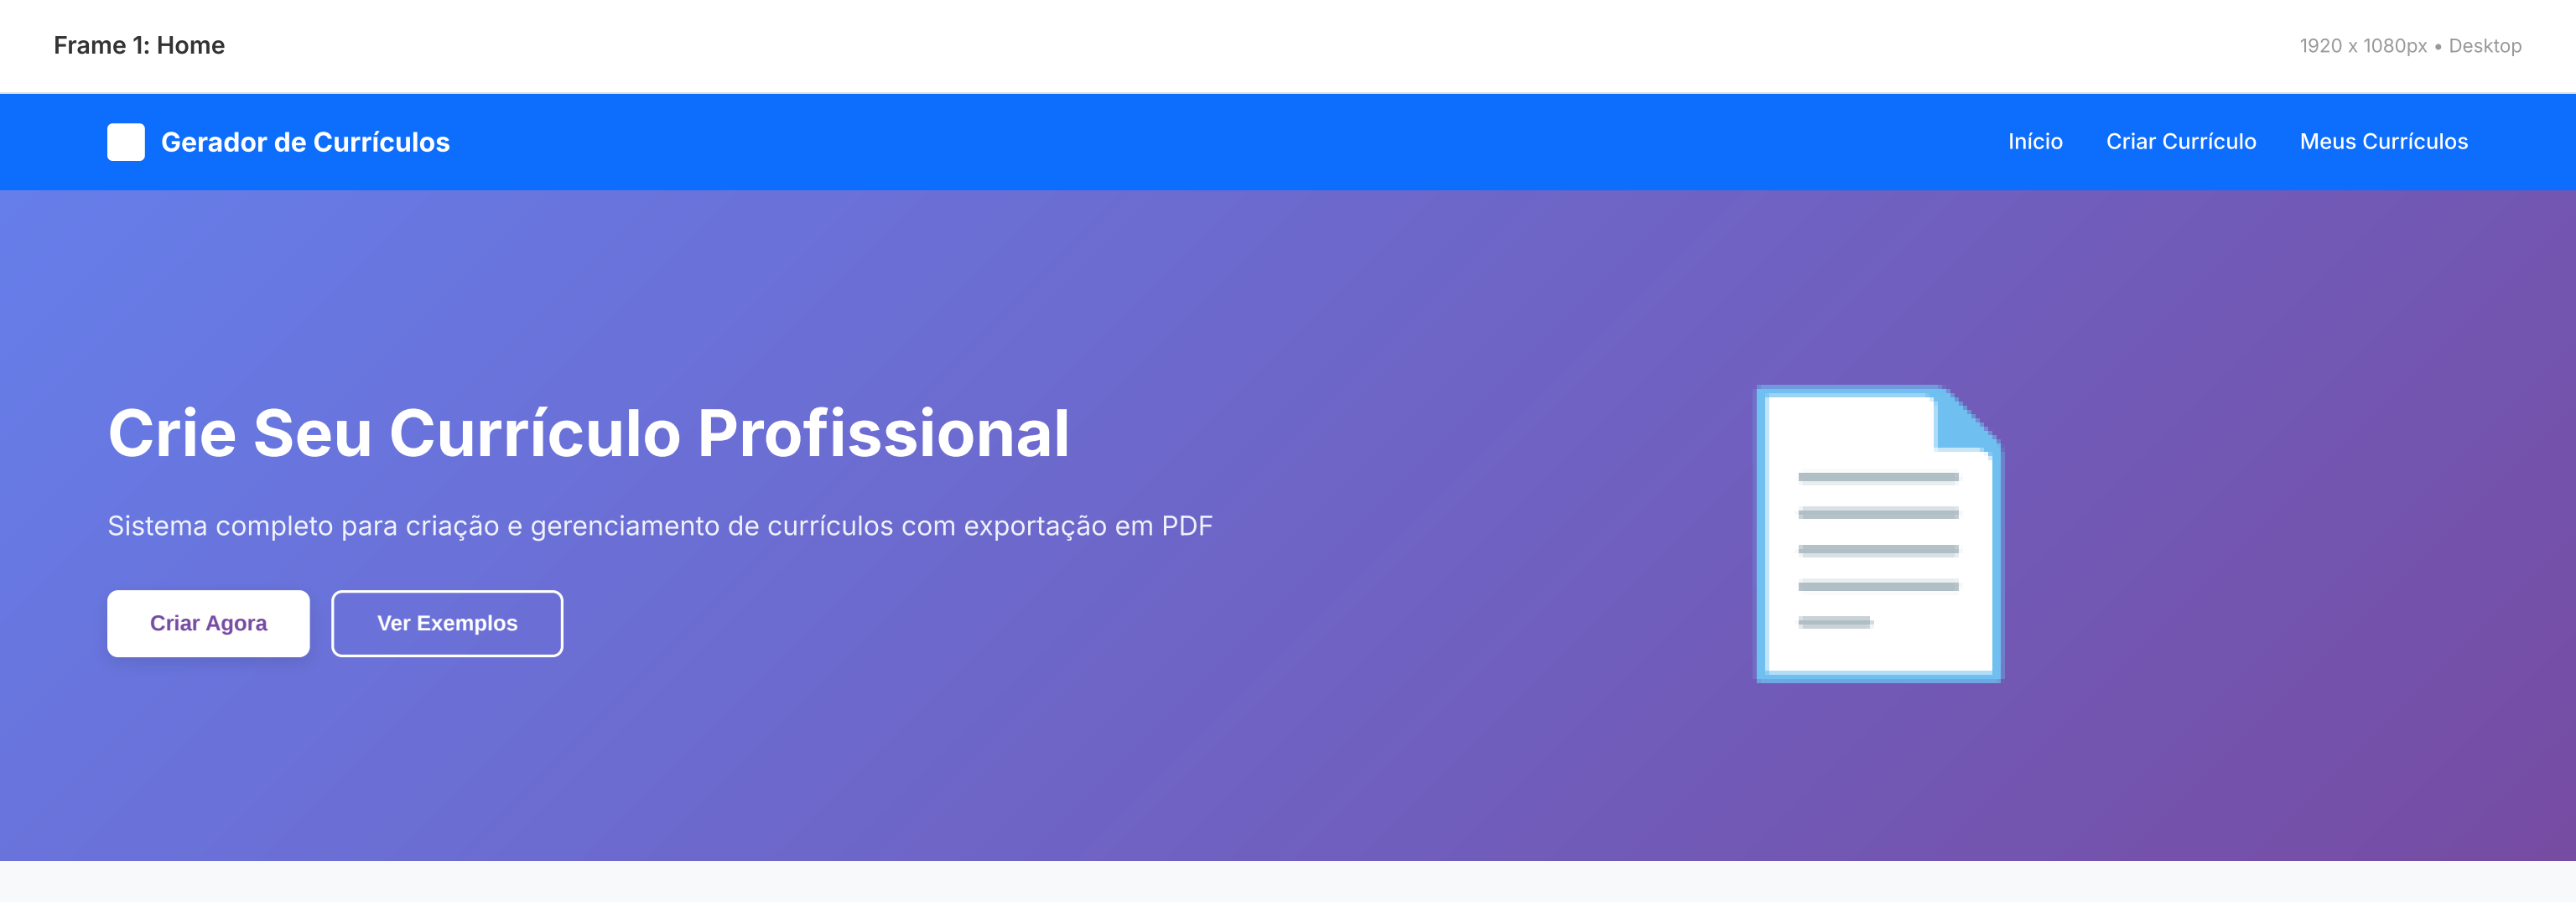 Frame 1: Home
1920 x 1080px • Desktop
Gerador de Currículos
Início
Criar Currículo
Meus Currículos
Crie Seu Currículo Profissional
Sistema completo para criação e gerenciamento de currículos com exportação em PDF
Criar Agora
Ver Exemplos